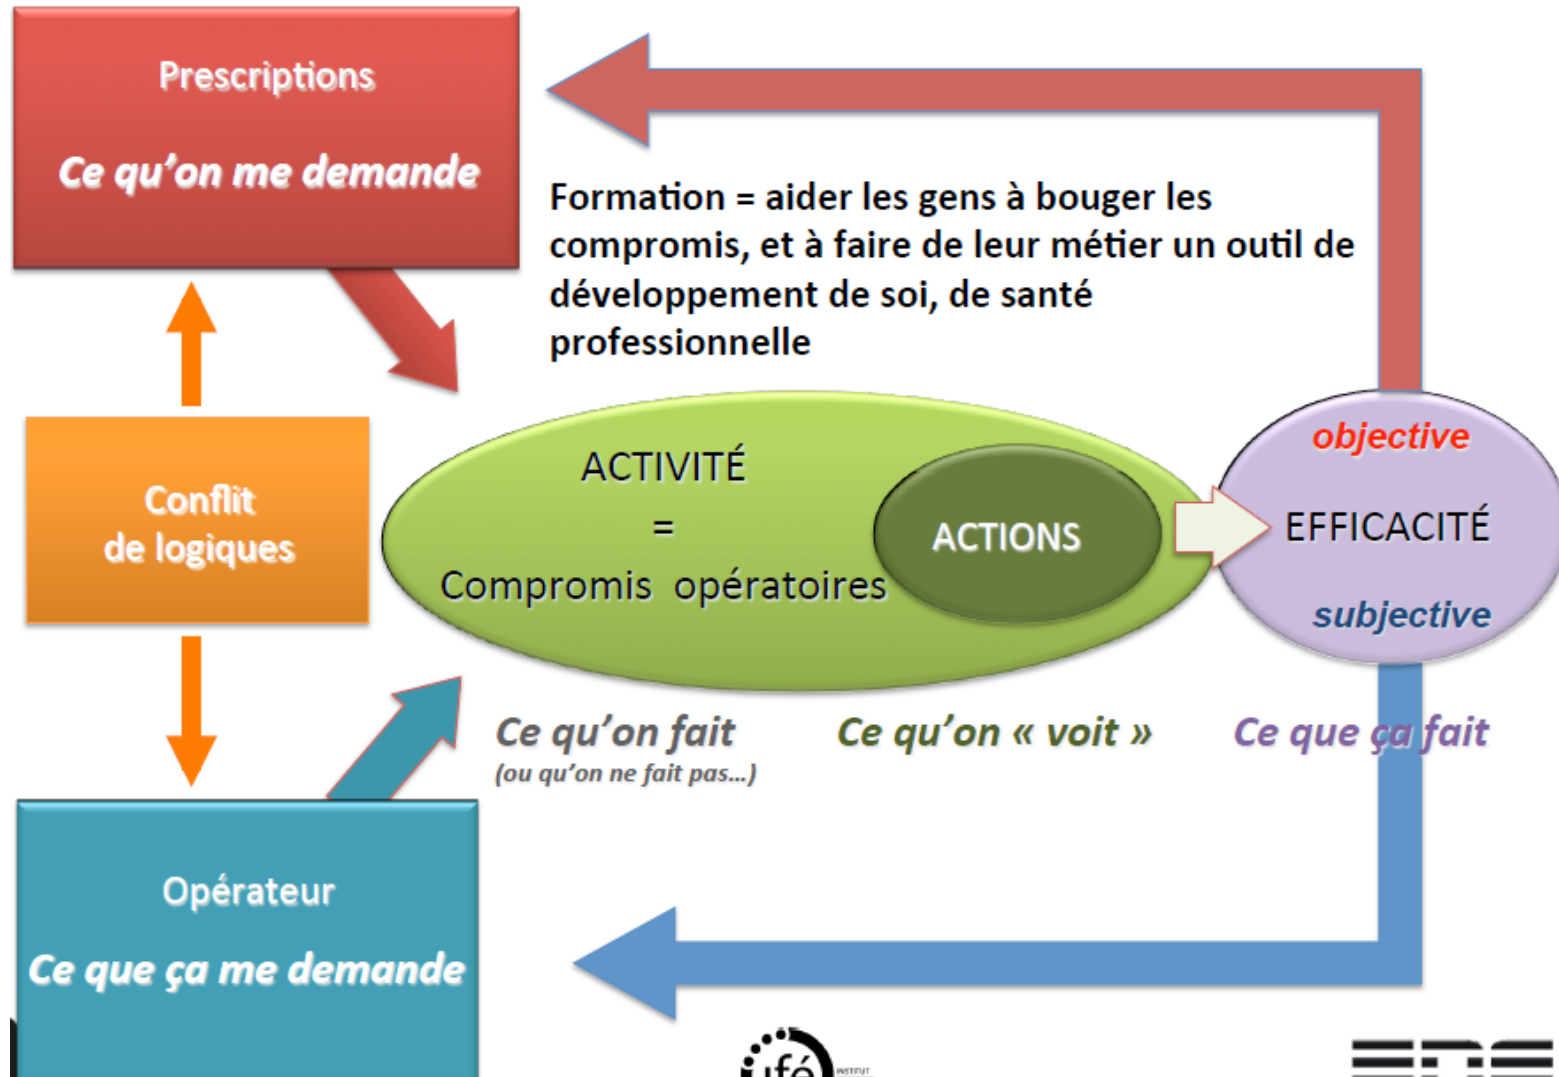 Prescriptions
Ce qu’on me demande
Formation = aider les gens à bouger les
compromis, et à faire de leur métier un outil de
développement de soi, de santé
professionnelle
Conflit
de logiques
ACTIVITÉ
=
Compromis opératoires
ACTIONS
objective
EFFICACITÉ
subjective
Ce qu’on fait
(ou qu’on ne fait pas...)
Ce qu’on « voit »
Ce que ça fait
Opérateur
Ce que ça me demande
ifé
INSTITUT